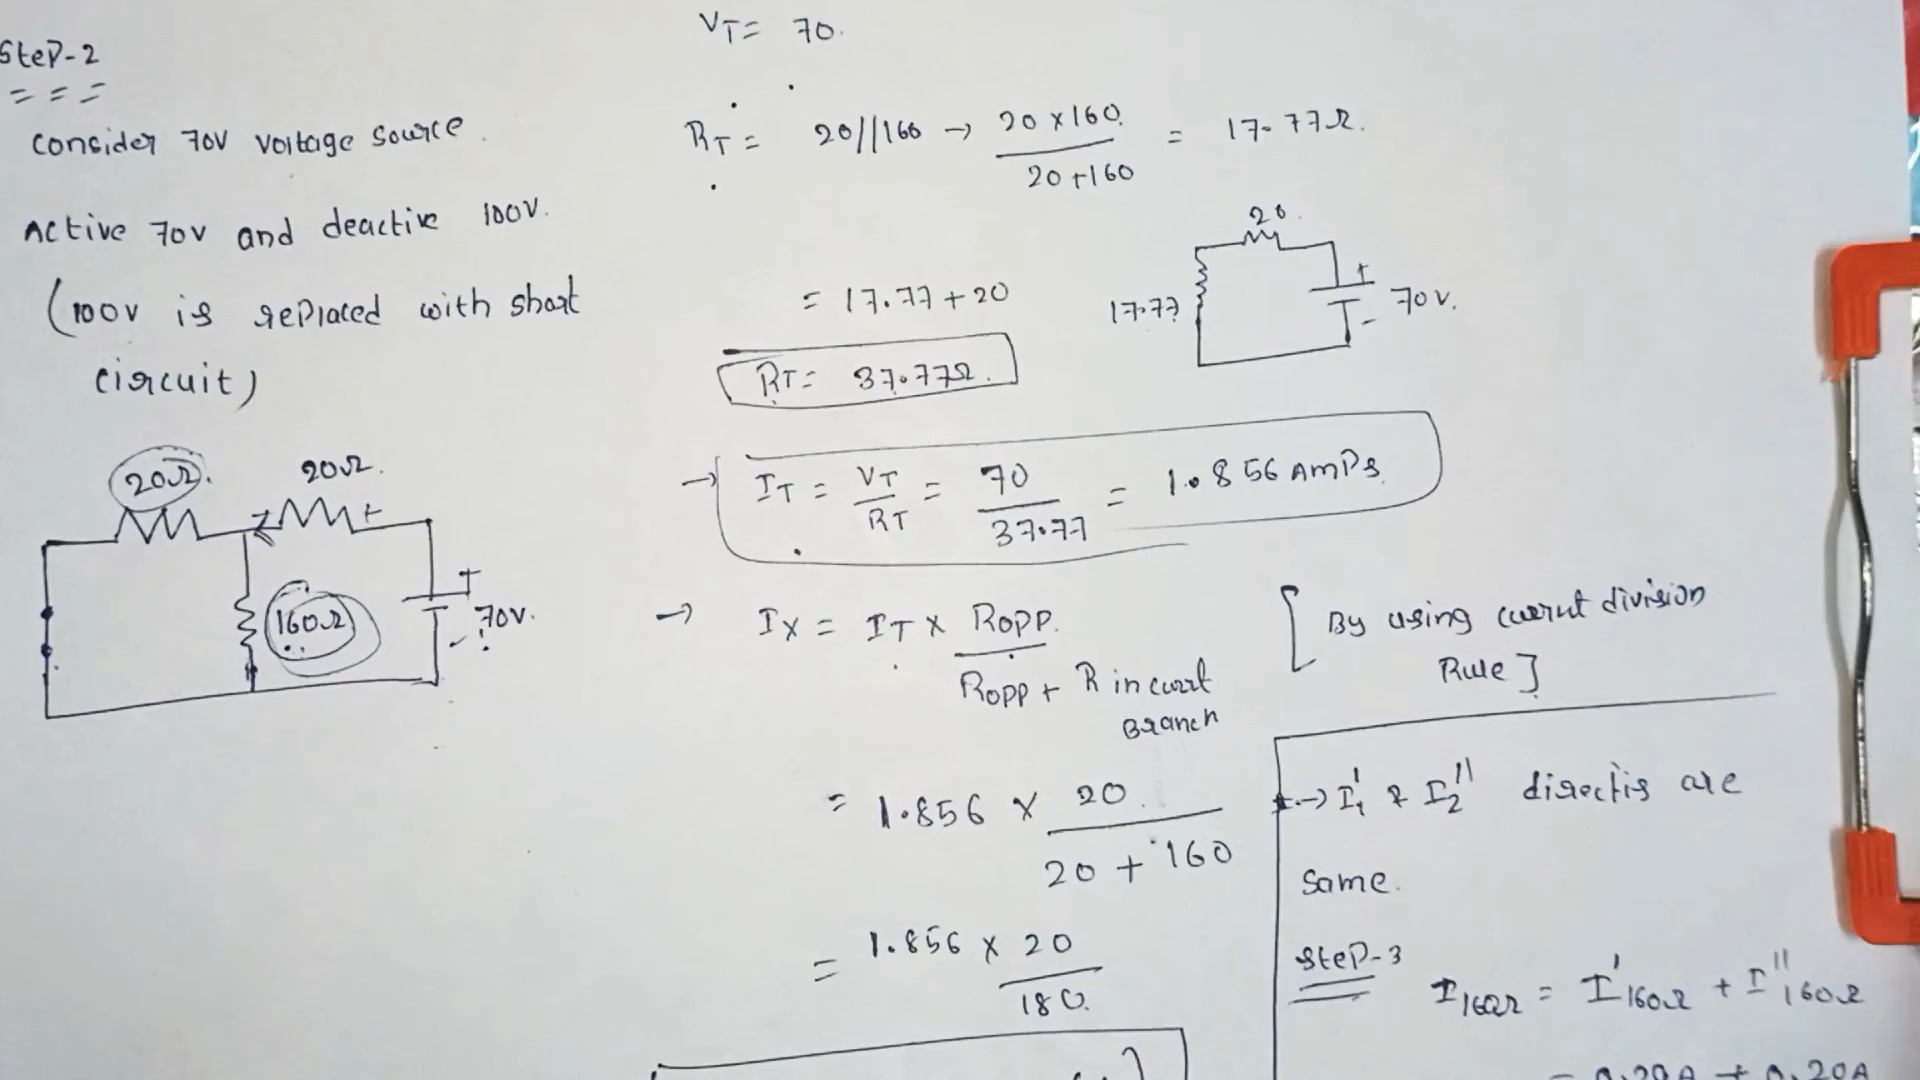 SteP-2
Consider 70V Voltage Source.
Active 70V and deactive 100V.
(100V is replaced with short
circuit)
20Ω.
20Ω.
+
160Ω
+
70V.
-
VT = 70.
RT = 20//160 → 20 x 160 / 20+160 = 17.77Ω.
= 17.77 + 20
RT = 37.77Ω.
20.
17.77
+
70V.
-
→ IT = VT / RT = 70 / 37.77 = 1.856 AMPs.
→ IX = IT x ROPP. / ROPP + R in curnt Branch
[By using current division
Rule]
= 1.856 x 20 / 20 + 160
= 1.856 x 20 / 180.
→ I1' & I2'' directis are
Same.
SteP-3
I160Ω = I'160Ω + I''160Ω